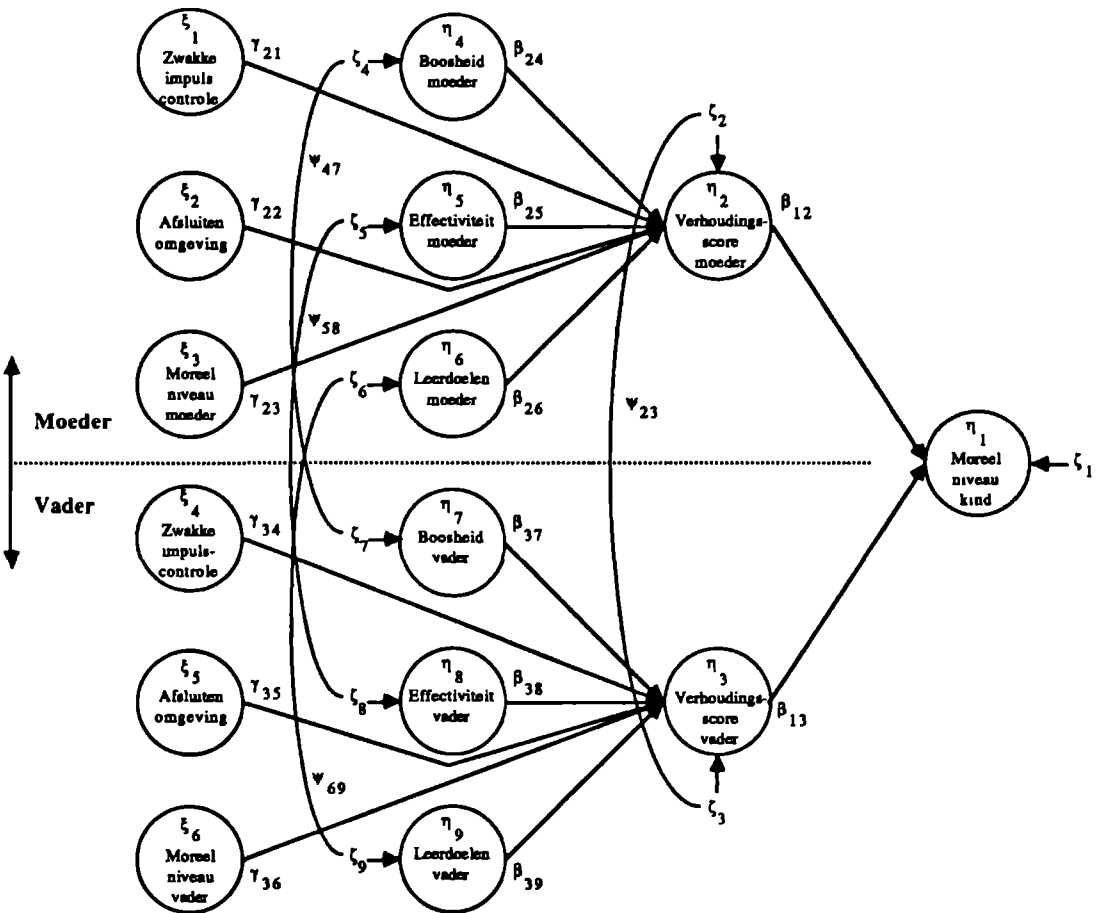 ξ1
Zwakke
impuls
controle
γ21
ζ4
η4
Boosheid
moeder
β24
ψ47
ζ2
ξ2
Afsluiten
omgeving
γ22
ζ5
η5
Effectiviteit
moeder
β25
η2
Verhoudings-
score
moeder
β12
ψ58
ξ3
Moreel
niveau
moeder
γ23
ζ6
η6
Leerdoelen
moeder
β26
ψ23
Moeder
η1
Moreel
niveau
kind
ζ1
Vader
ξ4
Zwakke
impuls-
controle
γ34
ζ7
η7
Boosheid
vader
β37
ξ5
Afsluiten
omgeving
γ35
ζ8
η8
Effectiviteit
vader
β38
η3
Verhoudings-
score
vader
β13
ψ69
ζ3
ξ6
Moreel
niveau
vader
γ36
ζ9
η9
Leerdoelen
vader
β39